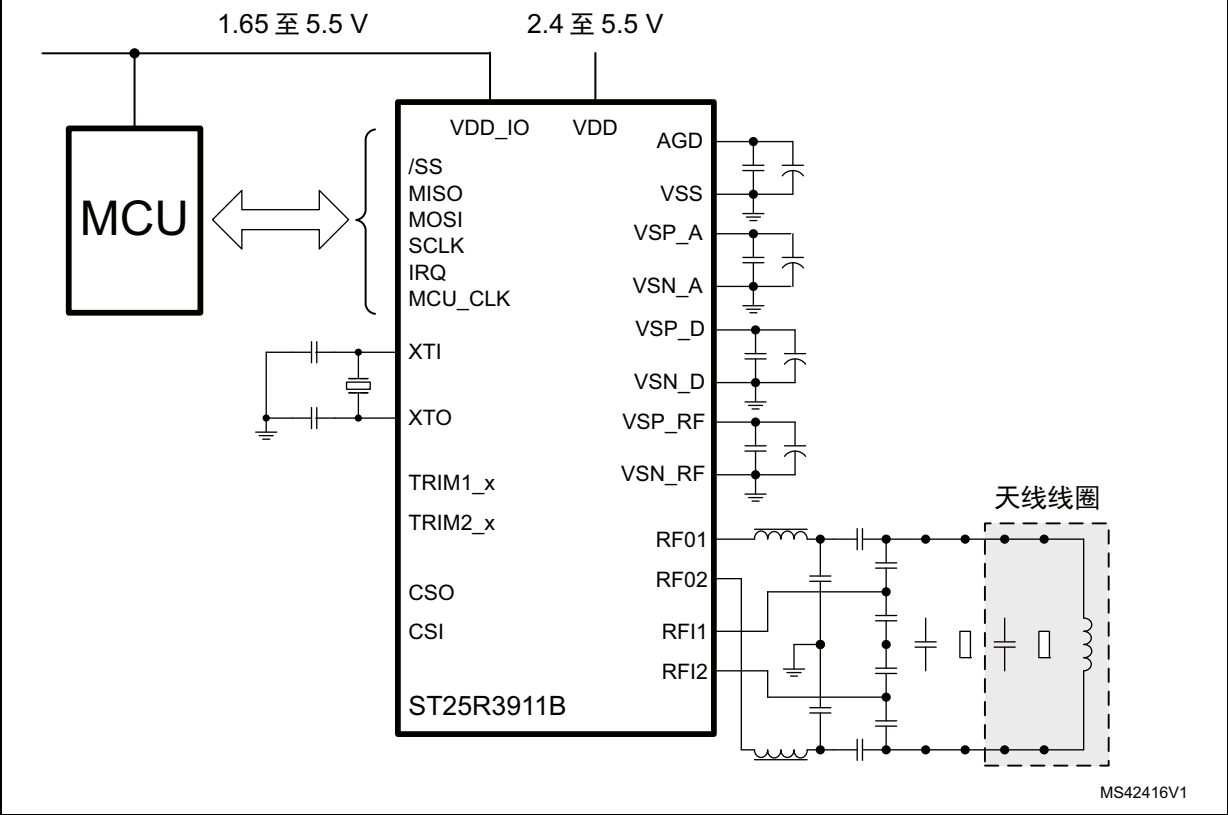 1.65 至 5.5 V
2.4 至 5.5 V
MCU
VDD_IO
VDD
/SS
MISO
MOSI
SCLK
IRQ
MCU_CLK
XTI
XTO
TRIM1_x
TRIM2_x
CSO
CSI
ST25R3911B
AGD
VSS
VSP_A
VSN_A
VSP_D
VSN_D
VSP_RF
VSN_RF
RF01
RF02
RFI1
RFI2
天线线圈
MS42416V1